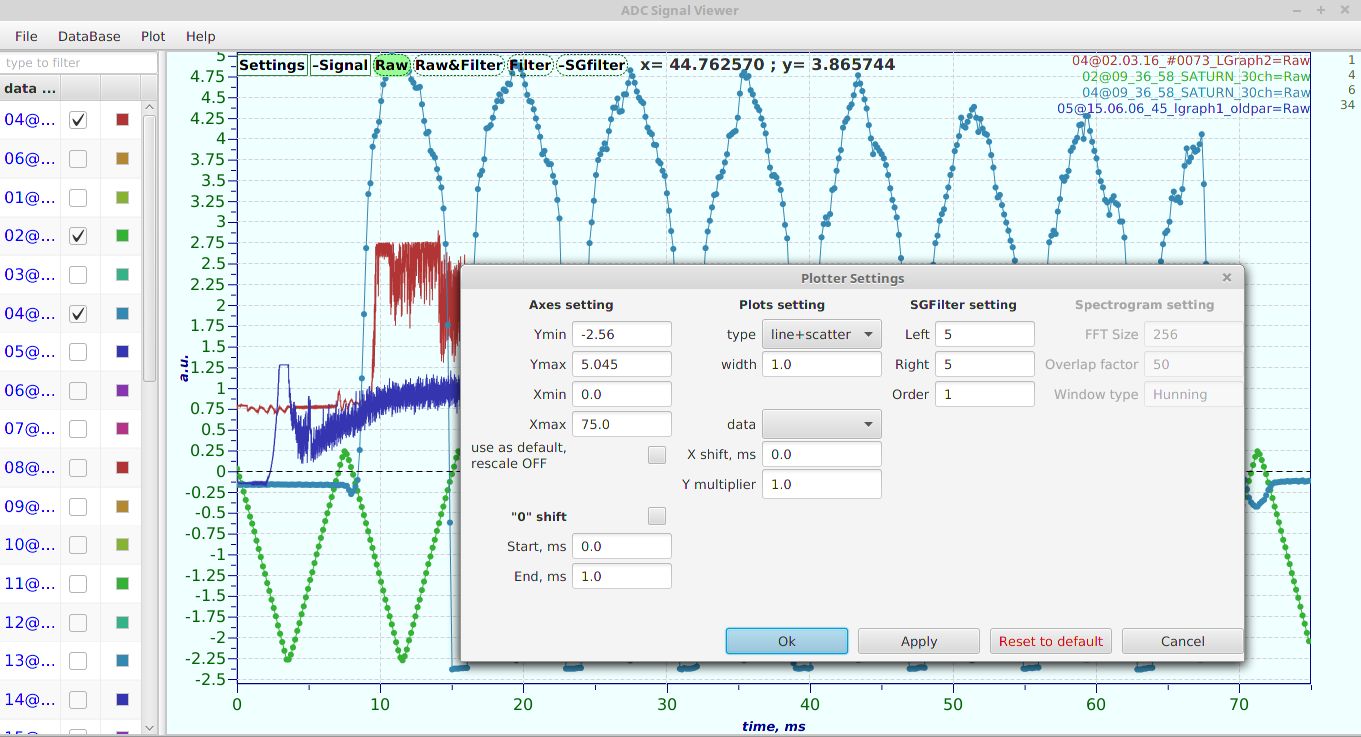 ADC Signal Viewer
File DataBase Plot Help
type to filter
data ...
04@...
06@...
01@...
02@...
03@...
04@...
05@...
06@...
07@...
08@...
09@...
10@...
11@...
12@...
13@...
14@...
Settings –Signal Raw Raw&Filter Filter –SGfilter x= 44.762570 ; y= 3.865744
04@02.03.16_#0073_LGraph2=Raw 1
02@09_36_58_SATURN_30ch=Raw 4
04@09_36_58_SATURN_30ch=Raw 6
05@15.06.06_45_lgraph1_oldpar=Raw 34
5
4.75
4.5
4.25
4
3.75
3.5
3.25
3
2.75
2.5
2.25
2
1.75
1.5
1.25
1
0.75
0.5
0.25
0
-0.25
-0.5
-0.75
-1
-1.25
-1.5
-1.75
-2
-2.25
-2.5
a.u.
0 10 20 30 40 50 60 70
time, ms
Plotter Settings
Axes setting
Ymin -2.56
Ymax 5.045
Xmin 0.0
Xmax 75.0
use as default,
rescale OFF
"0" shift
Start, ms 0.0
End, ms 1.0
Plots setting
type line+scatter
width 1.0
data
X shift, ms 0.0
Y multiplier 1.0
SGFilter setting
Left 5
Right 5
Order 1
Spectrogram setting
FFT Size 256
Overlap factor 50
Window type Hunning
Ok Apply Reset to default Cancel